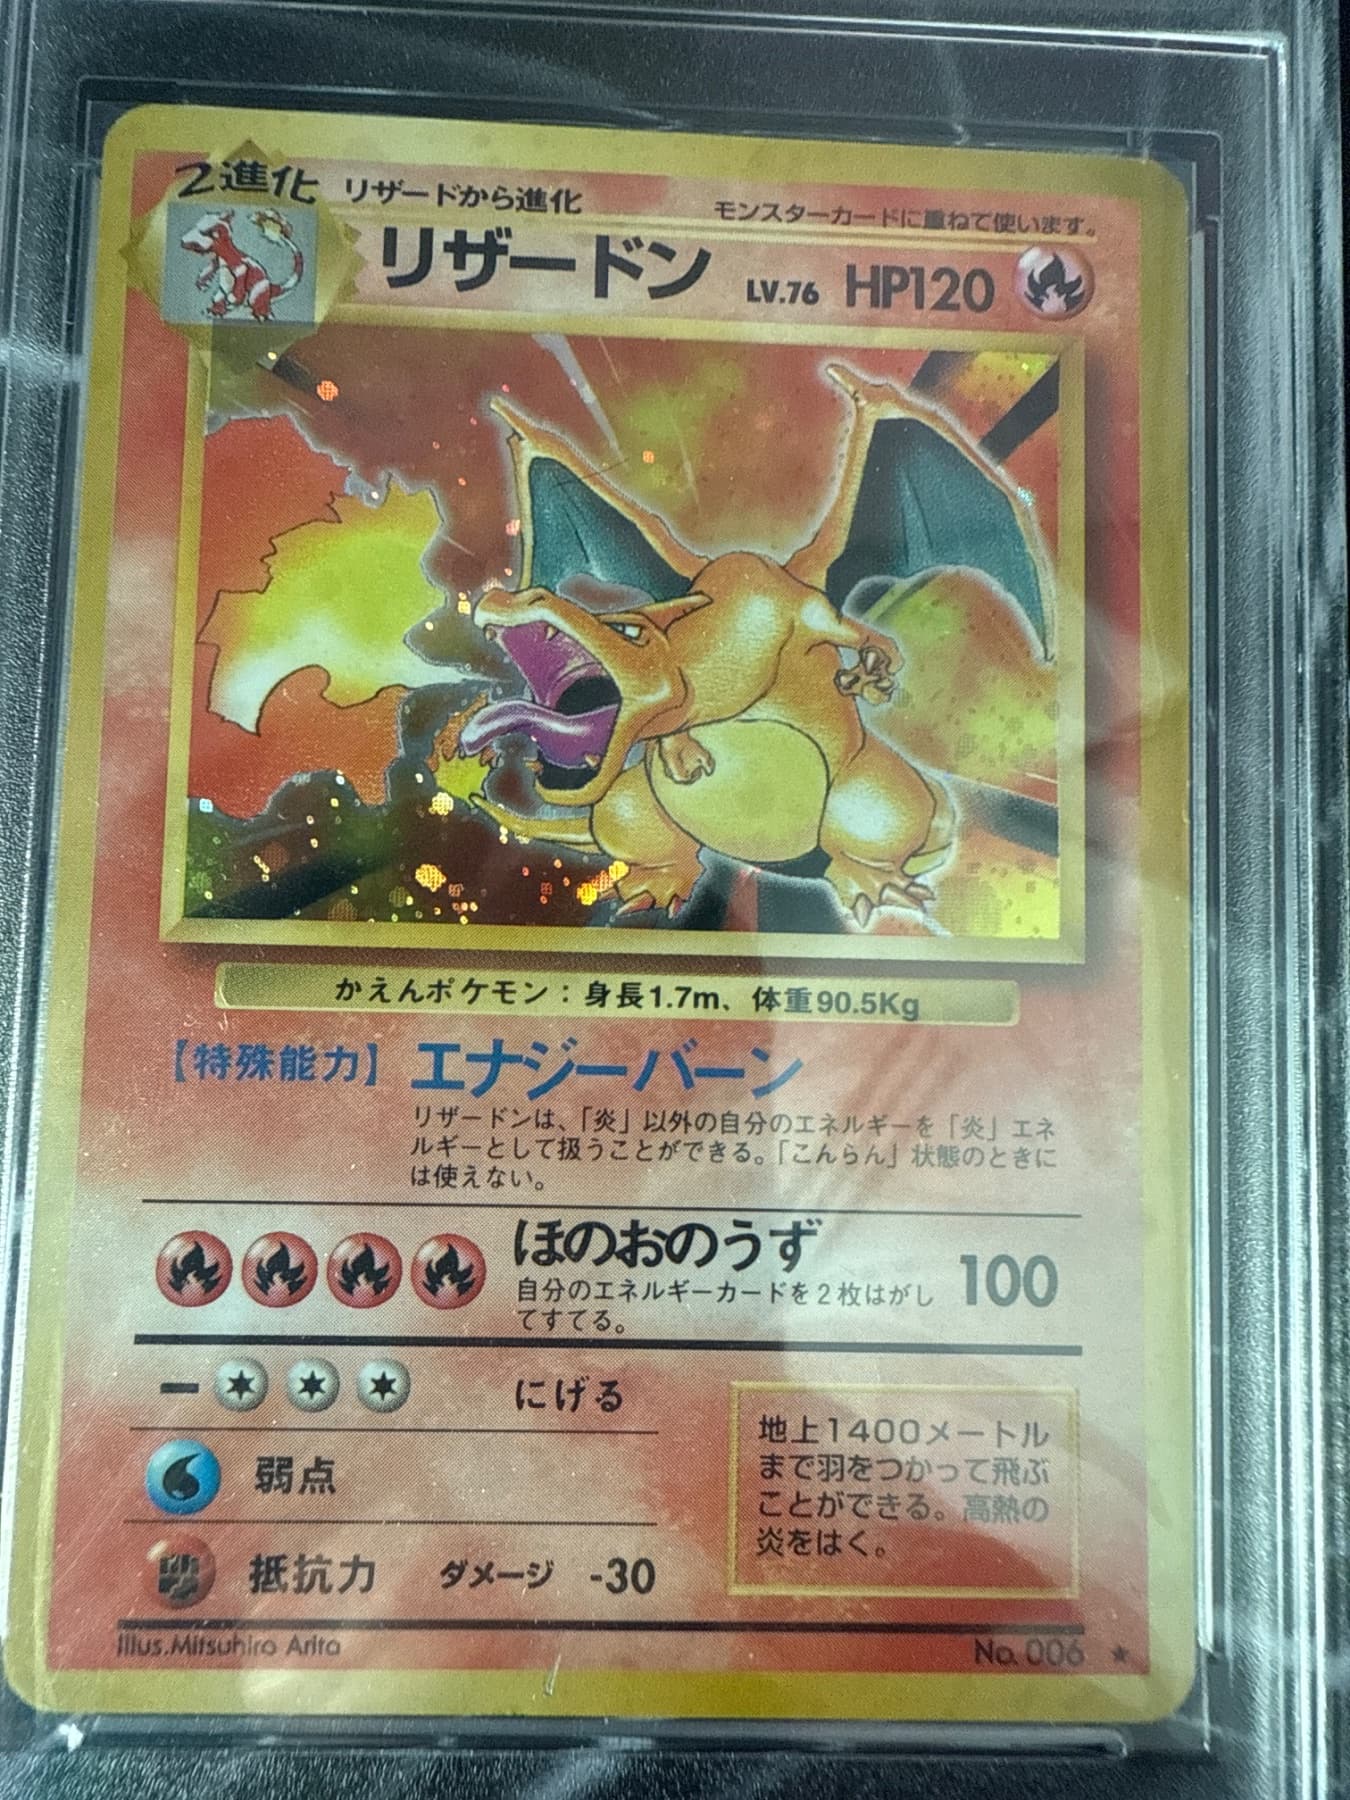 2進化 リザードから進化 モンスターカードに重ねて使います。
リザードン LV.76 HP120
かえんポケモン：身長1.7m、体重90.5Kg
【特殊能力】エナジーバーン
リザードンは、「炎」以外の自分のエネルギーを「炎」エネ
ルギーとして扱うことができる。「こんらん」状態のときに
は使えない。
ほのおのうず 100
自分のエネルギーカードを2枚はがし
てすてる。
にげる
弱点
抵抗力 ダメージ -30
地上1400メートル
まで羽をつかって飛ぶ
ことができる。高熱の
炎をはく。
Illus.Mitsuhiro Arita No.006 ★